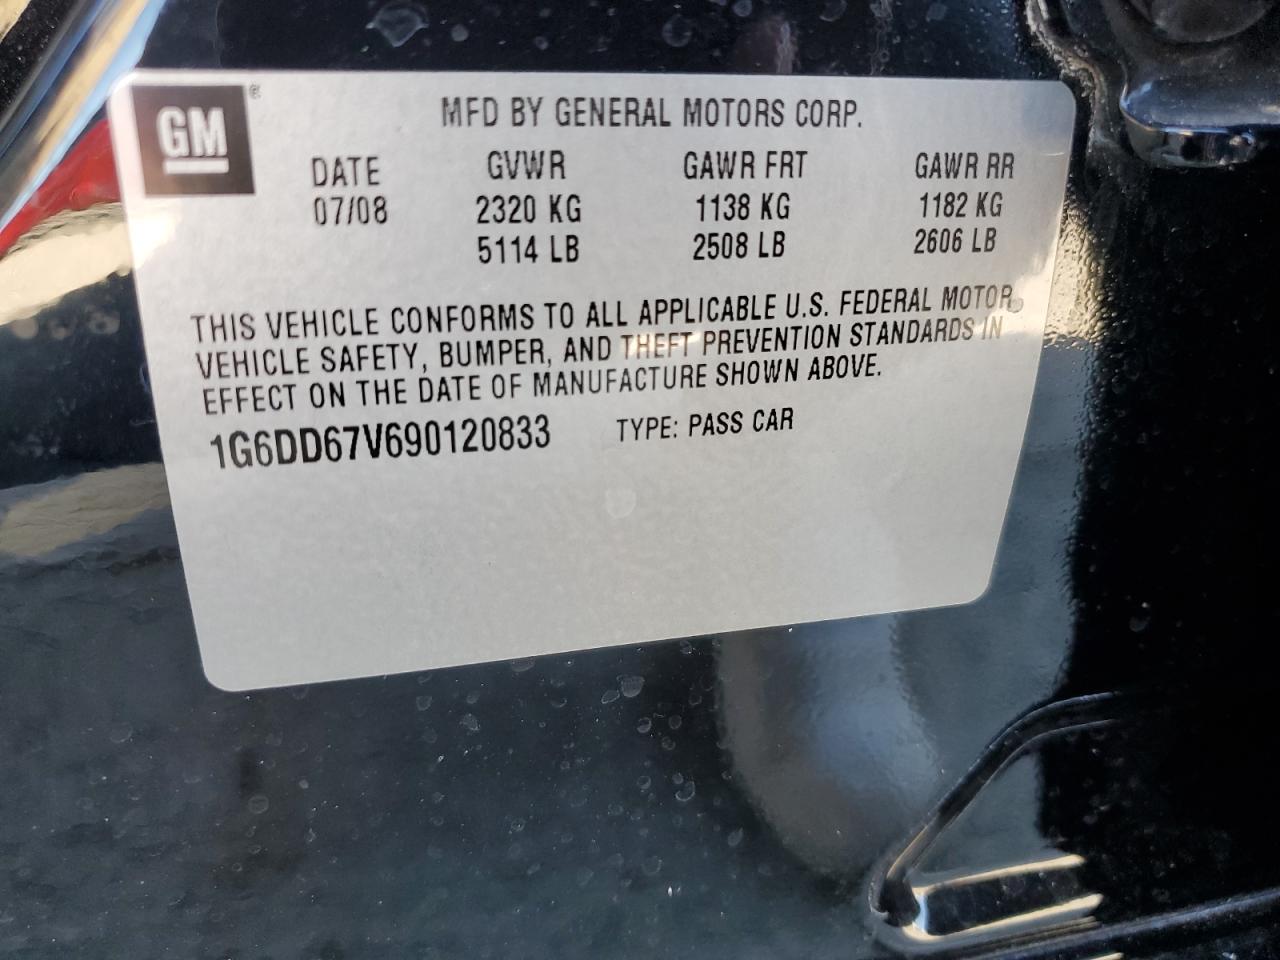 GM®
MFD BY GENERAL MOTORS CORP.
DATE GVWR GAWR FRT GAWR RR
07/08 2320 KG 1138 KG 1182 KG
5114 LB 2508 LB 2606 LB
THIS VEHICLE CONFORMS TO ALL APPLICABLE U.S. FEDERAL MOTOR
VEHICLE SAFETY, BUMPER, AND THEFT PREVENTION STANDARDS IN
EFFECT ON THE DATE OF MANUFACTURE SHOWN ABOVE.
1G6DD67V690120833 TYPE: PASS CAR